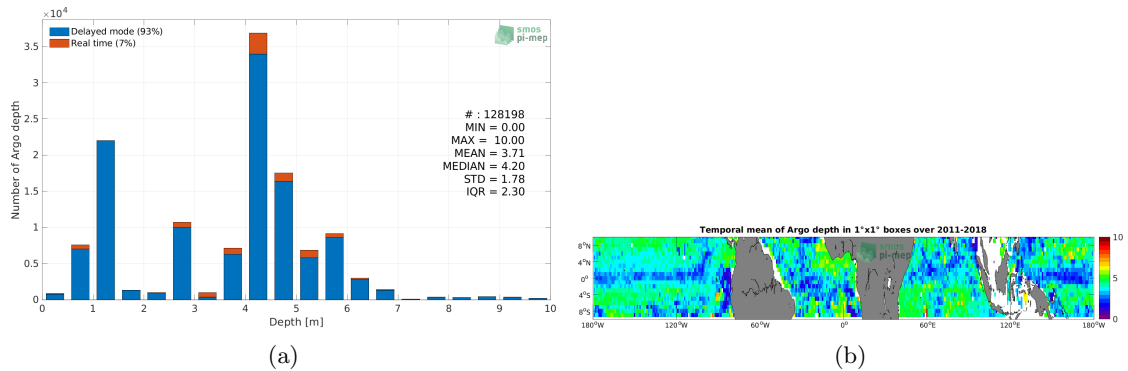 ×10⁴
Delayed mode (93%)
Real time (7%)
smos
pi-mep
3.5
3
2.5
2
1.5
1
0.5
0
Number of Argo depth
# : 128198
MIN = 0.00
MAX = 10.00
MEAN = 3.71
MEDIAN = 4.20
STD = 1.78
IQR = 2.30
0 1 2 3 4 5 6 7 8 9 10
Depth [m]
(a)
Temporal mean of Argo depth in 1°x1° boxes over 2011-2018
smos
pi-mep
8°N
4°N
0°
4°S
8°S
180°W 120°W 60°W 0° 60°E 120°E 180°W
10
5
0
(b)